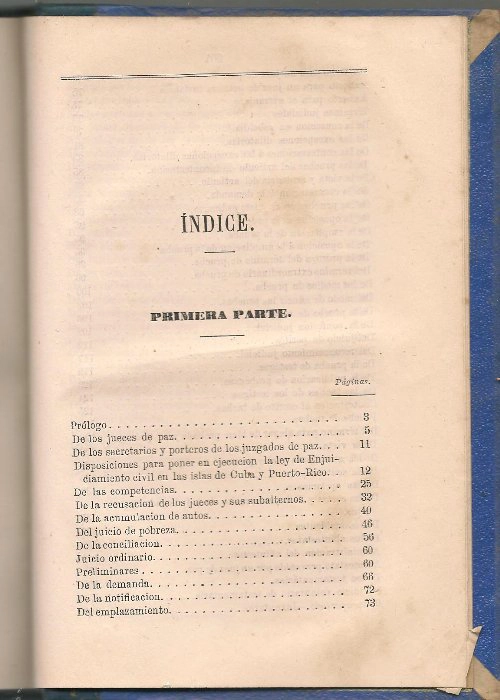 ÍNDICE.
PRIMERA PARTE.
Páginas.
Prólogo. . . . . . . . . . . . . . . . . . . . . . . . 3
De los jueces de paz. . . . . . . . . . . . . . . . . 5
De los secretarios y porteros de los juzgados de paz. . . . 11
Disposiciones para poner en ejecucion la ley de Enjui-
ciamiento civil en las islas de Cuba y Puerto-Rico. . . 12
De las competencias. . . . . . . . . . . . . . . . . 25
De la recusacion de los jueces y sus subalternos. . . . . 32
De la acumulacion de autos. . . . . . . . . . . . . . 40
Del juicio de pobreza. . . . . . . . . . . . . . . . . 46
De la conciliacion. . . . . . . . . . . . . . . . . . . 56
Juicio ordinario. . . . . . . . . . . . . . . . . . . . 60
Preliminares. . . . . . . . . . . . . . . . . . . . . 60
De la demanda. . . . . . . . . . . . . . . . . . . . 66
De la notificacion. . . . . . . . . . . . . . . . . . . 72
Del emplazamiento. . . . . . . . . . . . . . . . . . 73